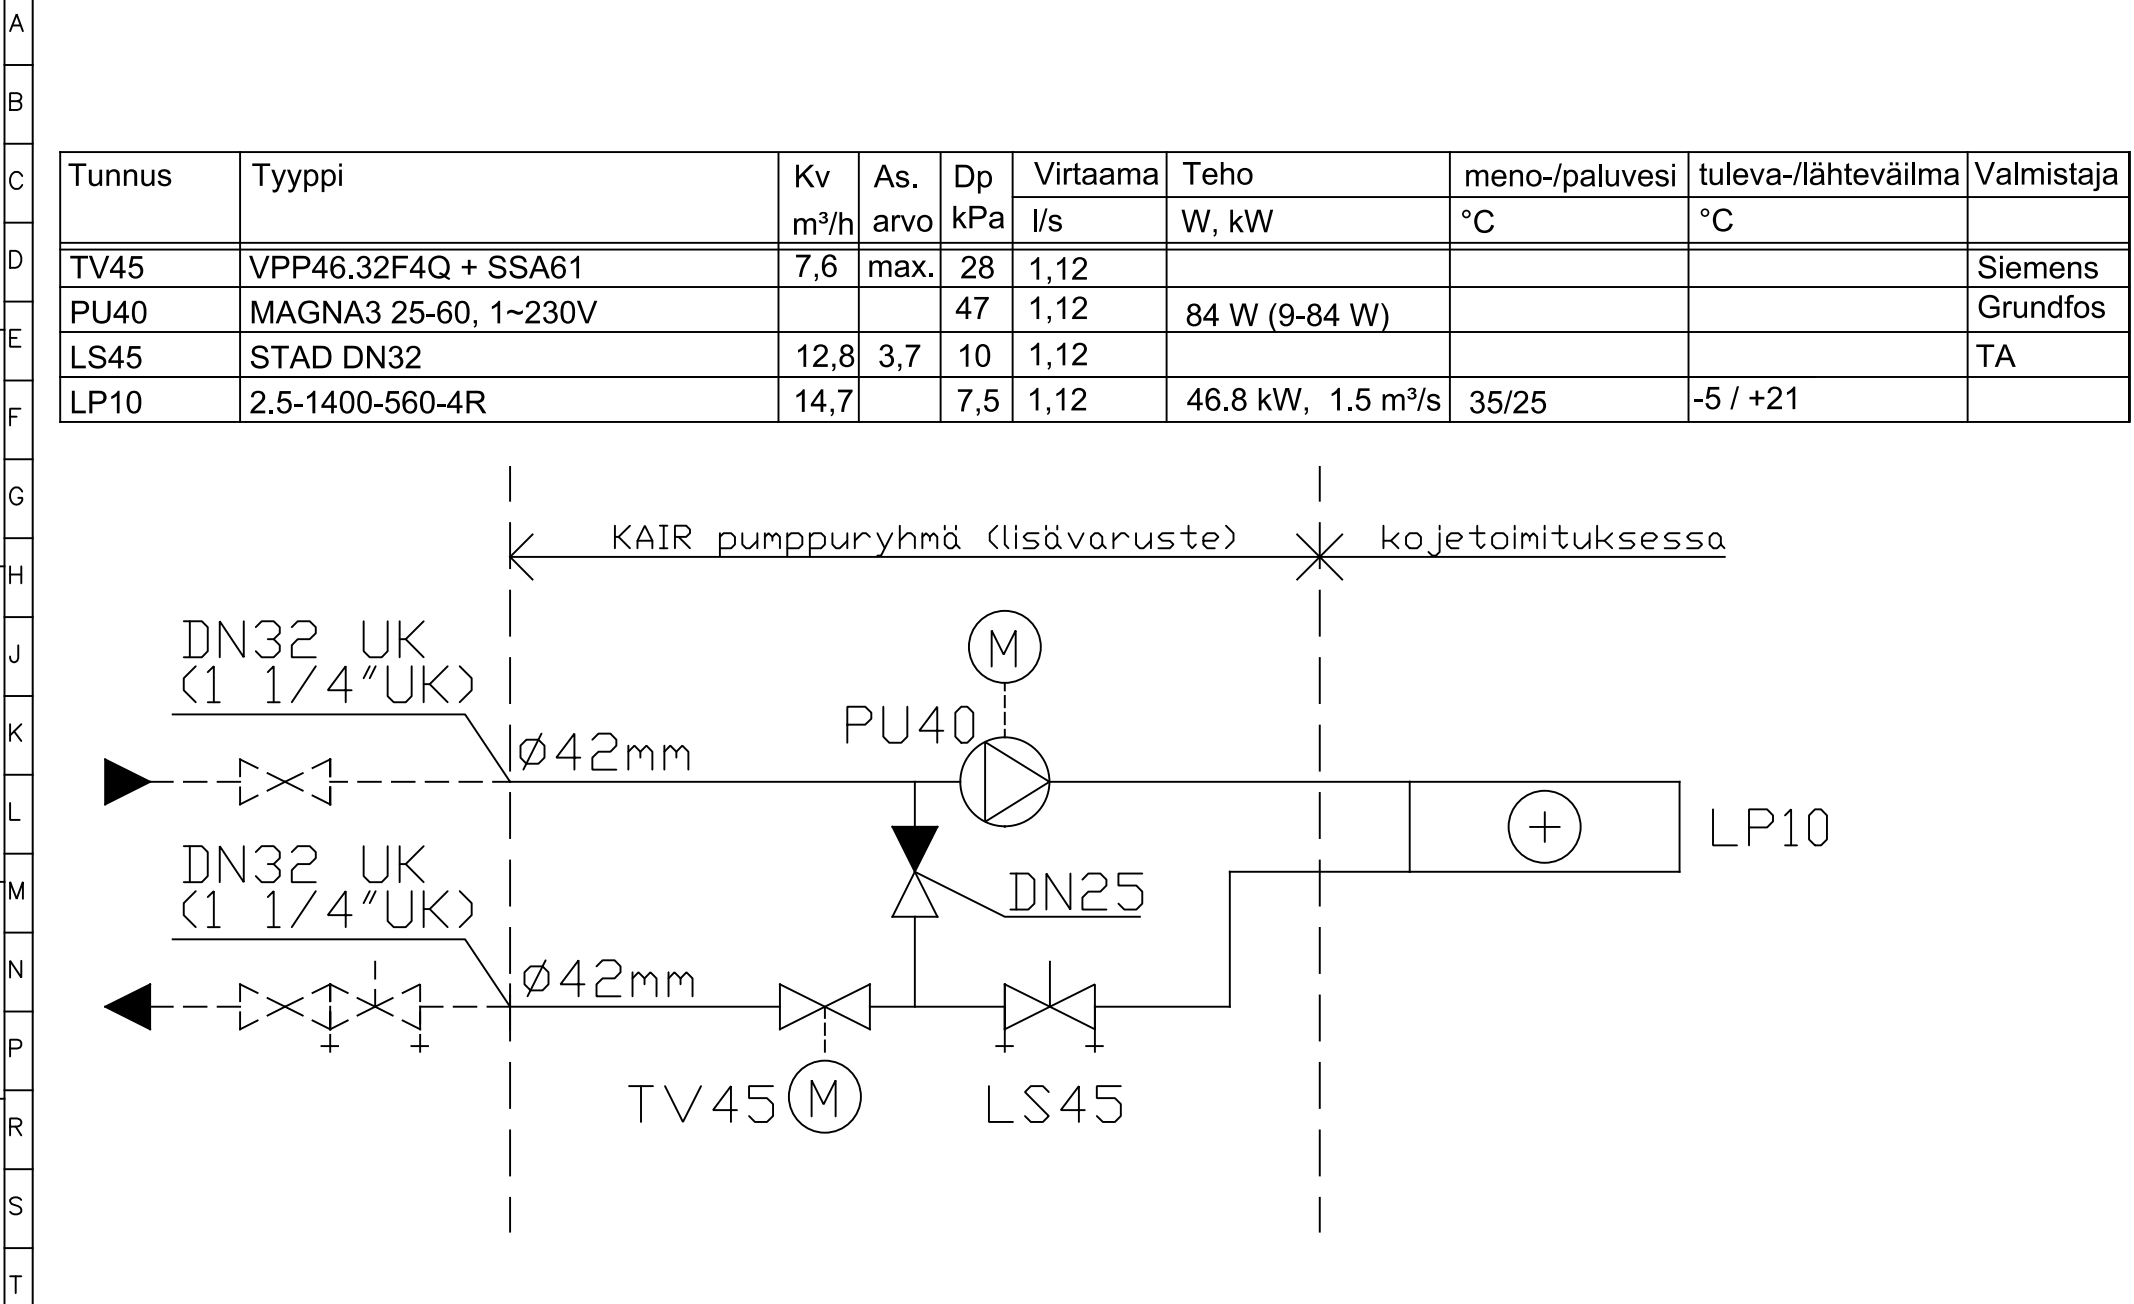 A
B
C
D
E
F
G
H
J
K
L
M
N
P
R
S
T
Tunnus Tyyppi Kv As. Dp Virtaama Teho meno-/paluvesi tuleva-/lähteväilma Valmistaja
m³/h arvo kPa l/s W, kW °C °C
TV45 VPP46.32F4Q + SSA61 7,6 max. 28 1,12 Siemens
PU40 MAGNA3 25-60, 1~230V 47 1,12 84 W (9-84 W) Grundfos
LS45 STAD DN32 12,8 3,7 10 1,12 TA
LP10 2.5-1400-560-4R 14,7 7,5 1,12 46.8 kW, 1.5 m³/s 35/25 -5 / +21
KAIR pumppuryhmä (lisävaruste) kojetoimituksessa
DN32 UK
(1 1/4"UK)
M
PU40
Ø42mm
LP10
DN32 UK
(1 1/4"UK)
DN25
Ø42mm
TV45 M LS45